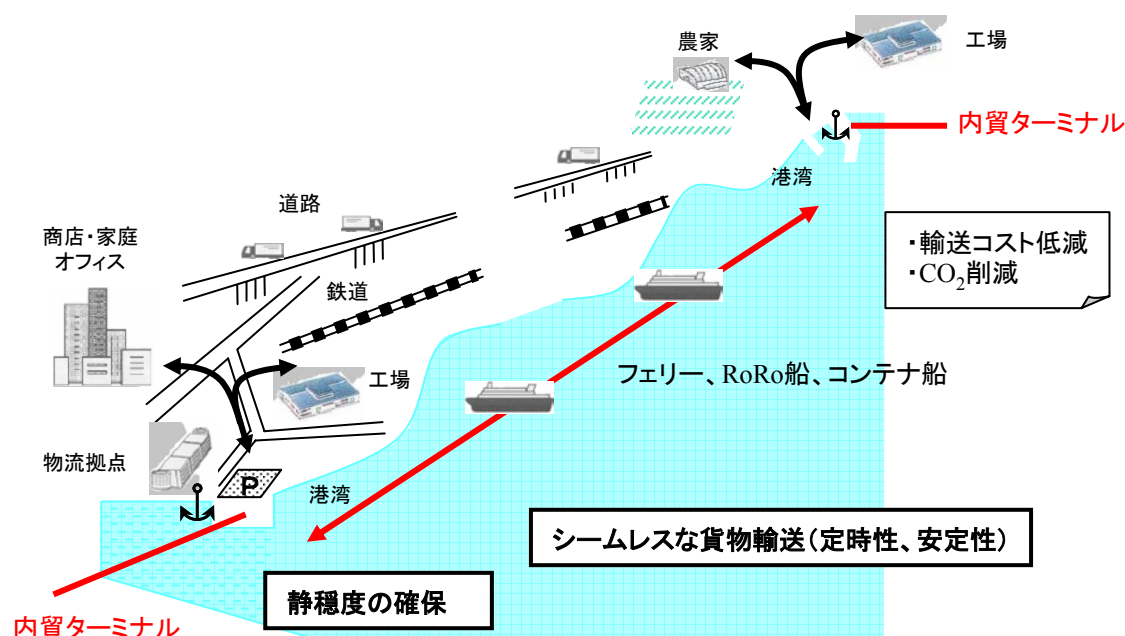 農家
工場
内貿ターミナル
港湾
道路
商店・家庭
オフィス
・輸送コスト低減
・CO₂削減
鉄道
工場
フェリー、RoRo船、コンテナ船
物流拠点
P
港湾
シームレスな貨物輸送(定時性、安定性)
静穏度の確保
内貿ターミナル